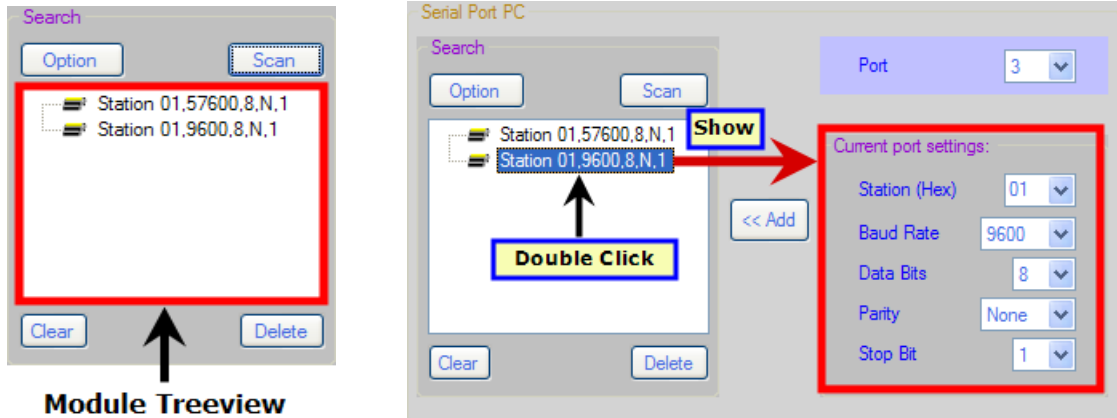 Search
Option
Scan
Station 01,57600,8,N,1
Station 01,9600,8,N,1
Clear
Delete
Module Treeview
Serial Port PC
Search
Option
Scan
Station 01,57600,8,N,1
Station 01,9600,8,N,1
Show
Double Click
Clear
Delete
<< Add
Port 3
Current port settings:
Station (Hex) 01
Baud Rate 9600
Data Bits 8
Parity None
Stop Bit 1